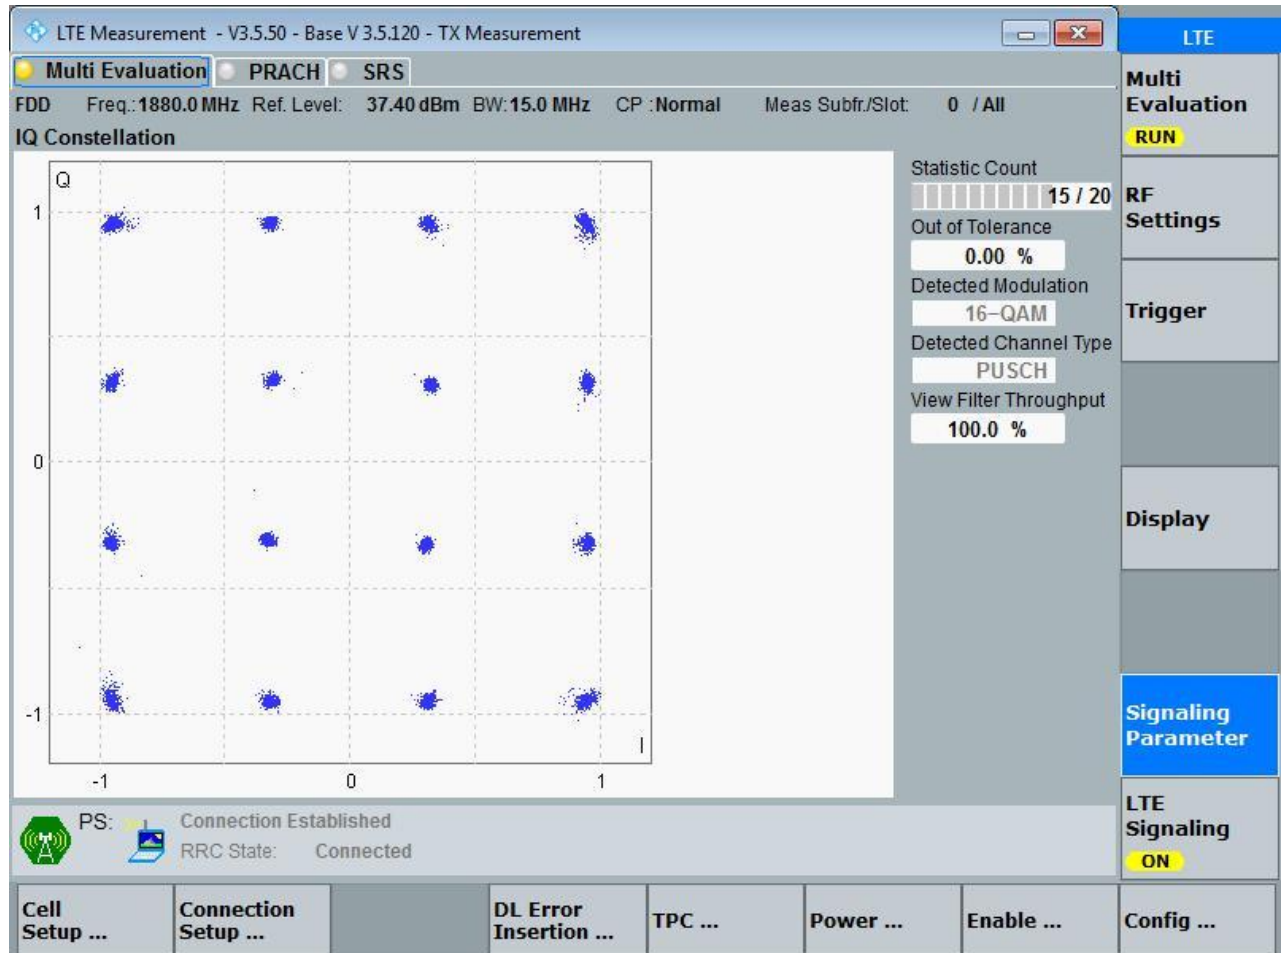 LTE Measurement - V3.5.50 - Base V 3.5.120 - TX Measurement
LTE
Multi Evaluation PRACH SRS
FDD Freq.: 1880.0 MHz Ref. Level: 37.40 dBm BW: 15.0 MHz CP : Normal Meas Subfr./Slot: 0 / All
IQ Constellation
Q
1
0
-1
-1 0 1
I
Statistic Count
15 / 20
Out of Tolerance
0.00 %
Detected Modulation
16-QAM
Detected Channel Type
PUSCH
View Filter Throughput
100.0 %
Multi
Evaluation
RUN
RF
Settings
Trigger
Display
Signaling
Parameter
LTE
Signaling
ON
PS: Connection Established
RRC State: Connected
Cell
Setup ...
Connection
Setup ...
DL Error
Insertion ...
TPC ...
Power ...
Enable ...
Config ...